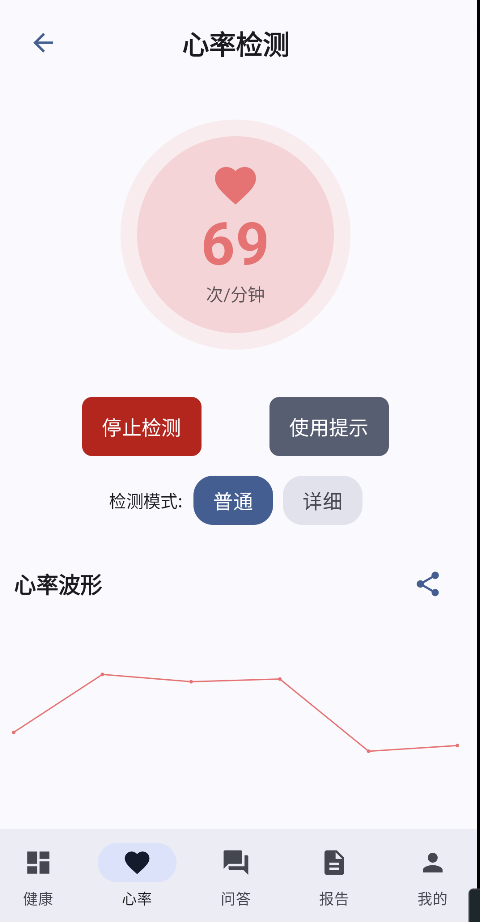 心率检测
69
次/分钟
停止检测
使用提示
检测模式: 普通 详细
心率波形
健康 心率 问答 报告 我的